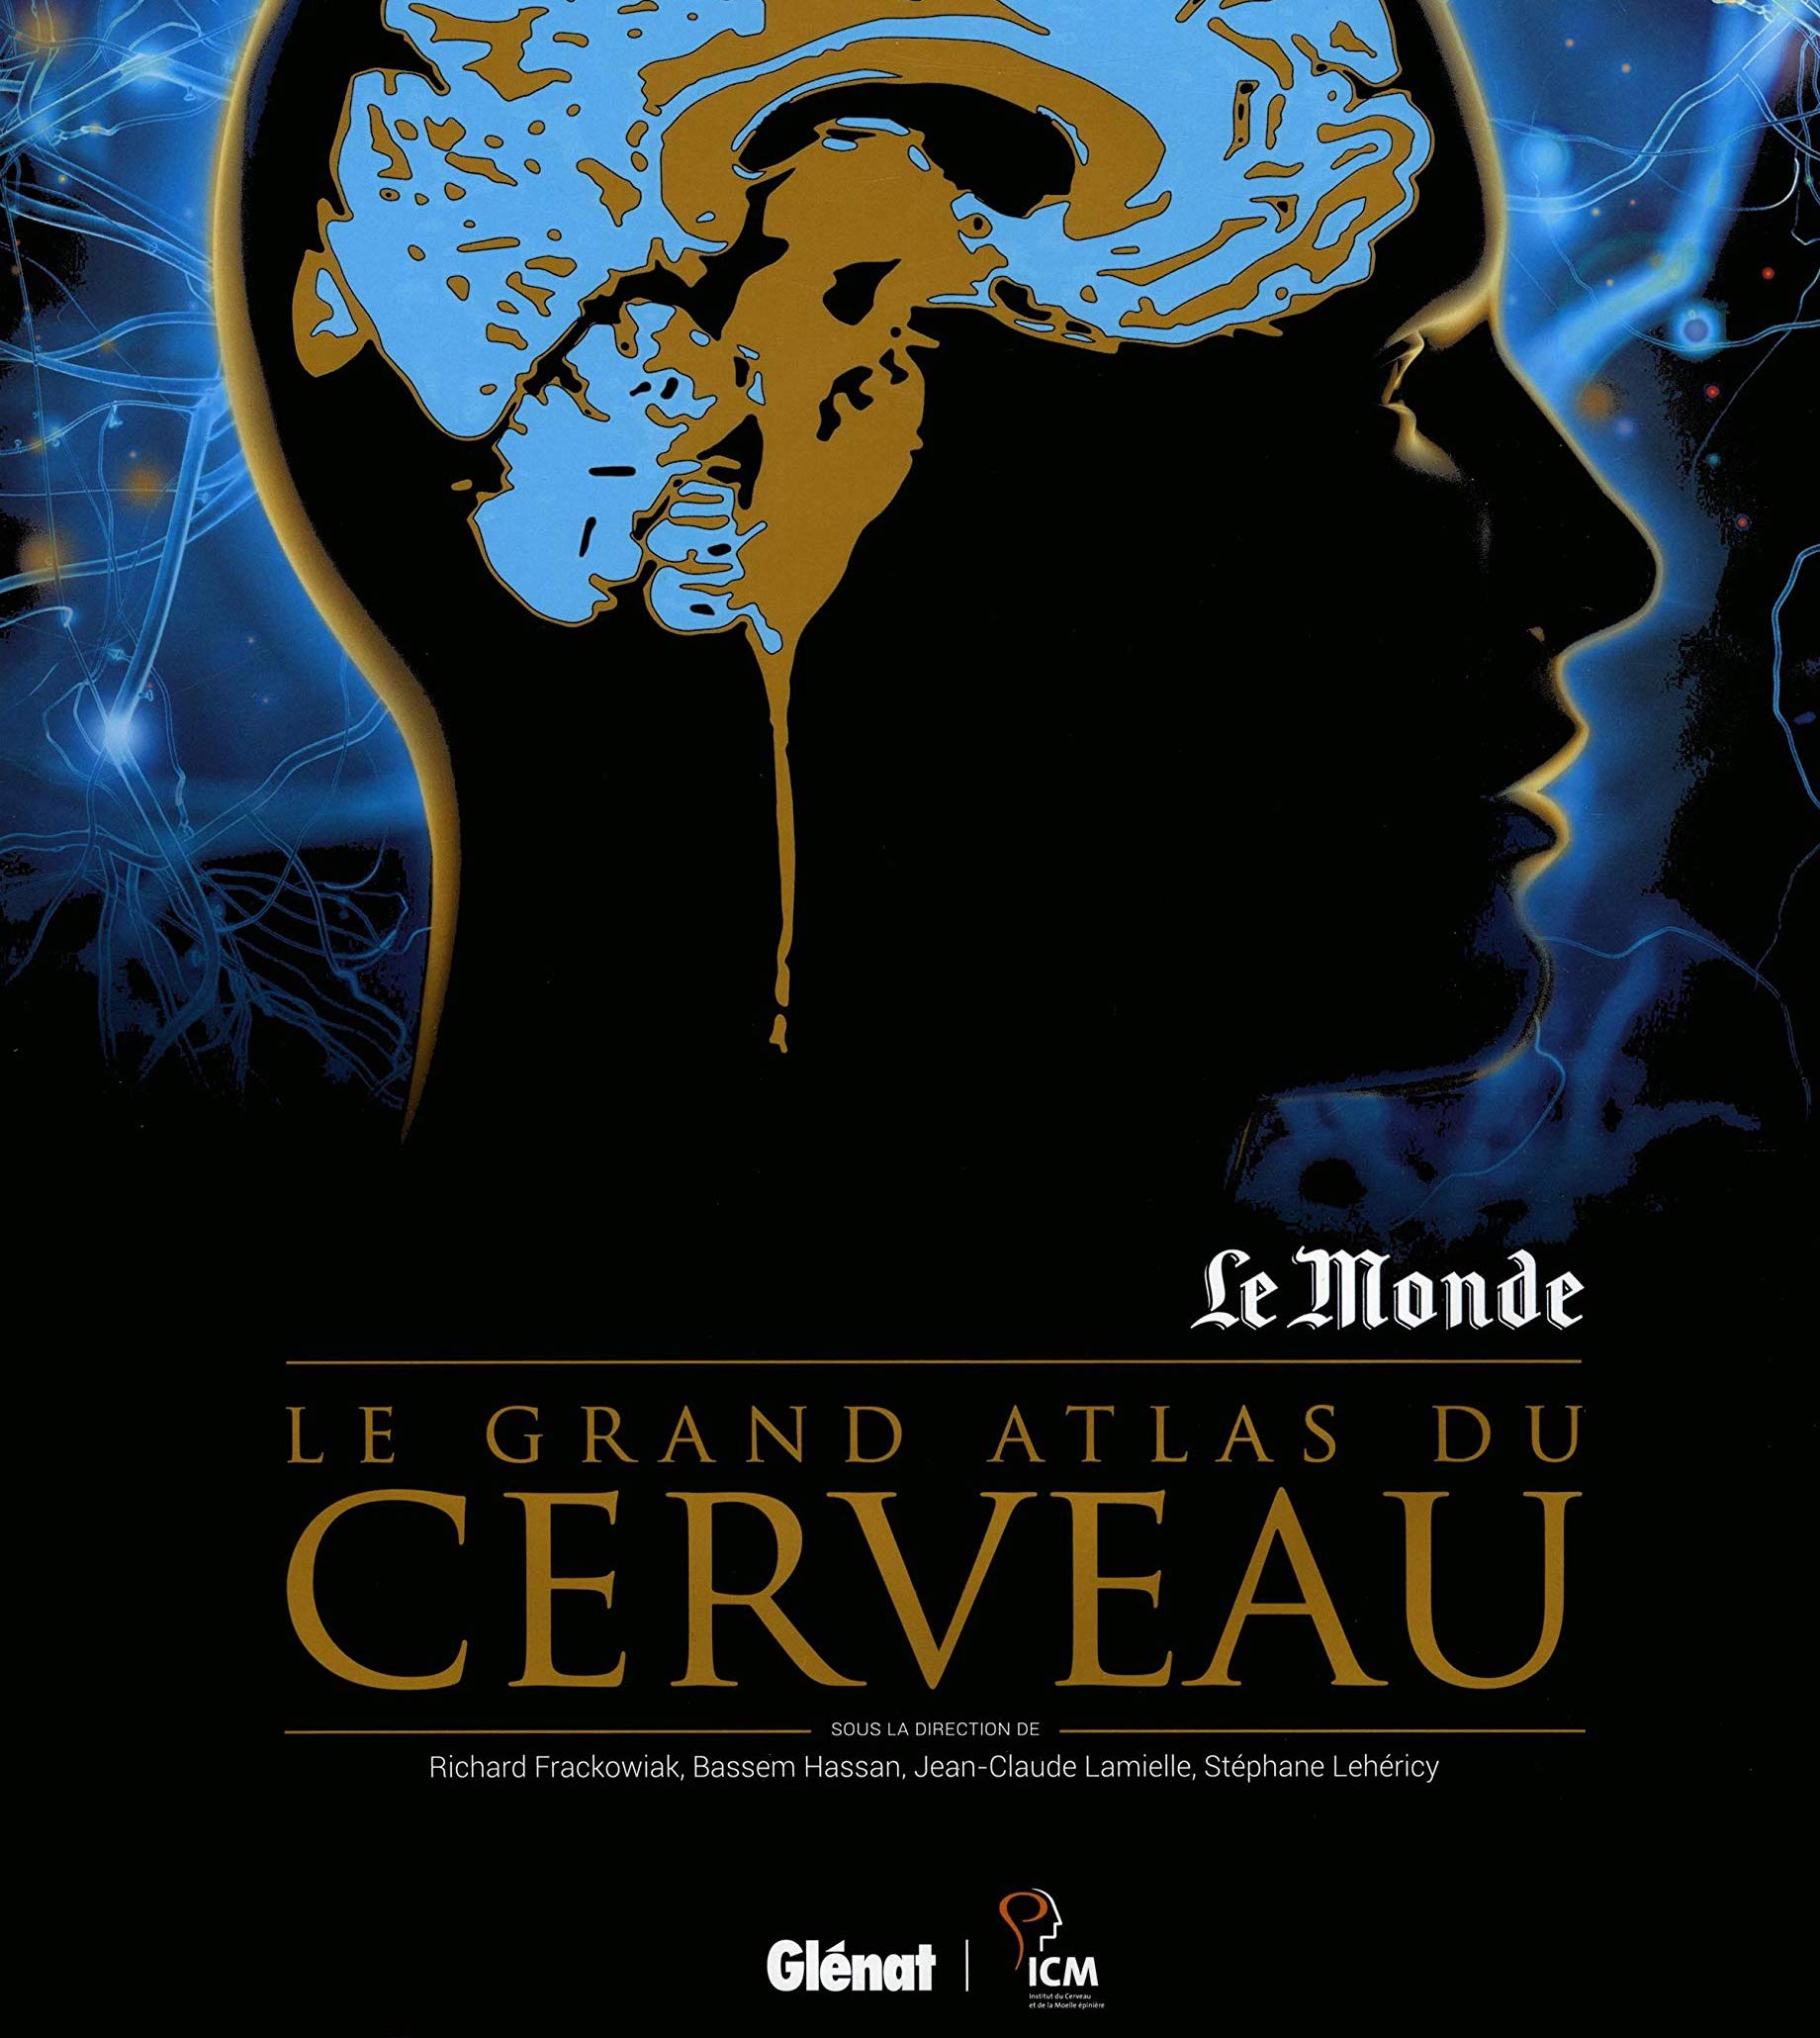 Le Monde
LE GRAND ATLAS DU
CERVEAU
SOUS LA DIRECTION DE
Richard Frackowiak, Bassem Hassan, Jean-Claude Lamielle, Stéphane Lehéricy
Glénat
ICM
Institut du Cerveau
et de la Moelle épinière